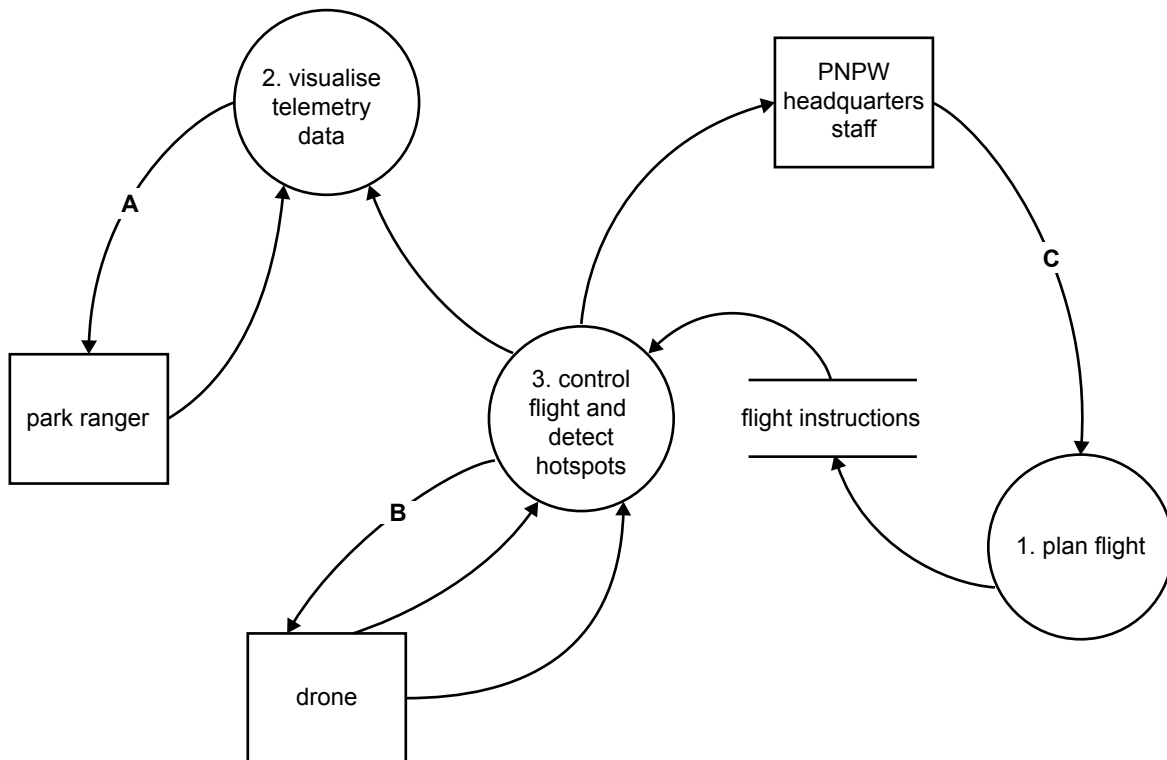 2. visualise
telemetry
data
PNPW
headquarters
staff
A
C
park ranger
3. control
flight and
detect
hotspots
flight instructions
B
1. plan flight
drone